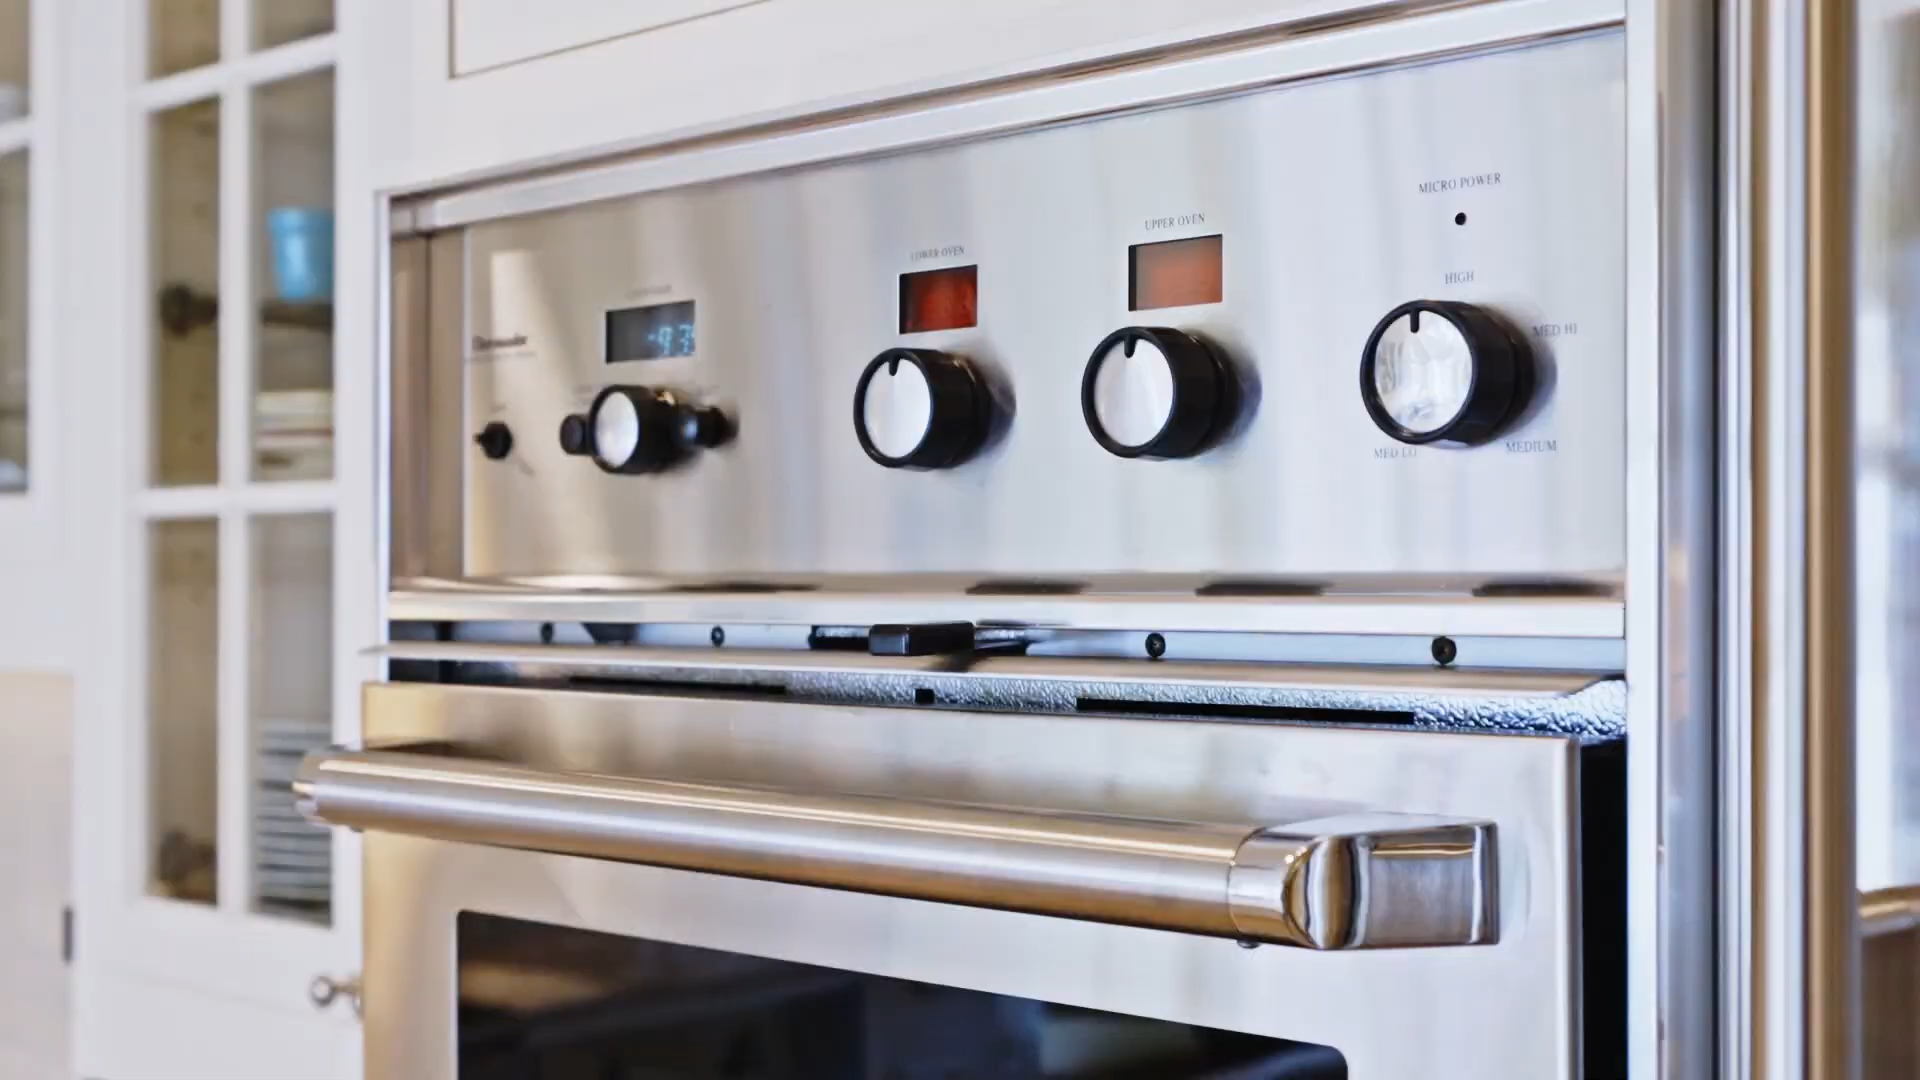 LOWER OVEN
UPPER OVEN
MICRO POWER
HIGH
MED HI
MEDIUM
MED LO